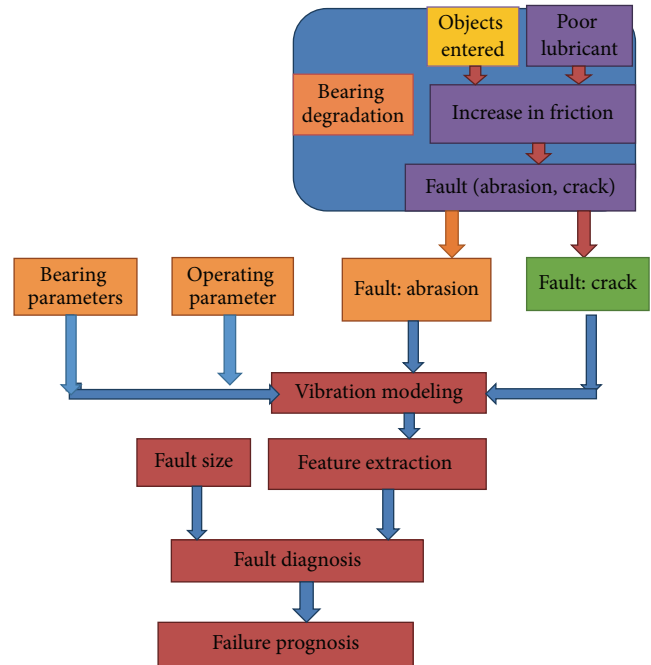 Objects
entered
Poor
lubricant
Bearing
degradation
Increase in friction
Fault (abrasion, crack)
Bearing
parameters
Operating
parameter
Fault: abrasion
Fault: crack
Vibration modeling
Fault size
Feature extraction
Fault diagnosis
Failure prognosis